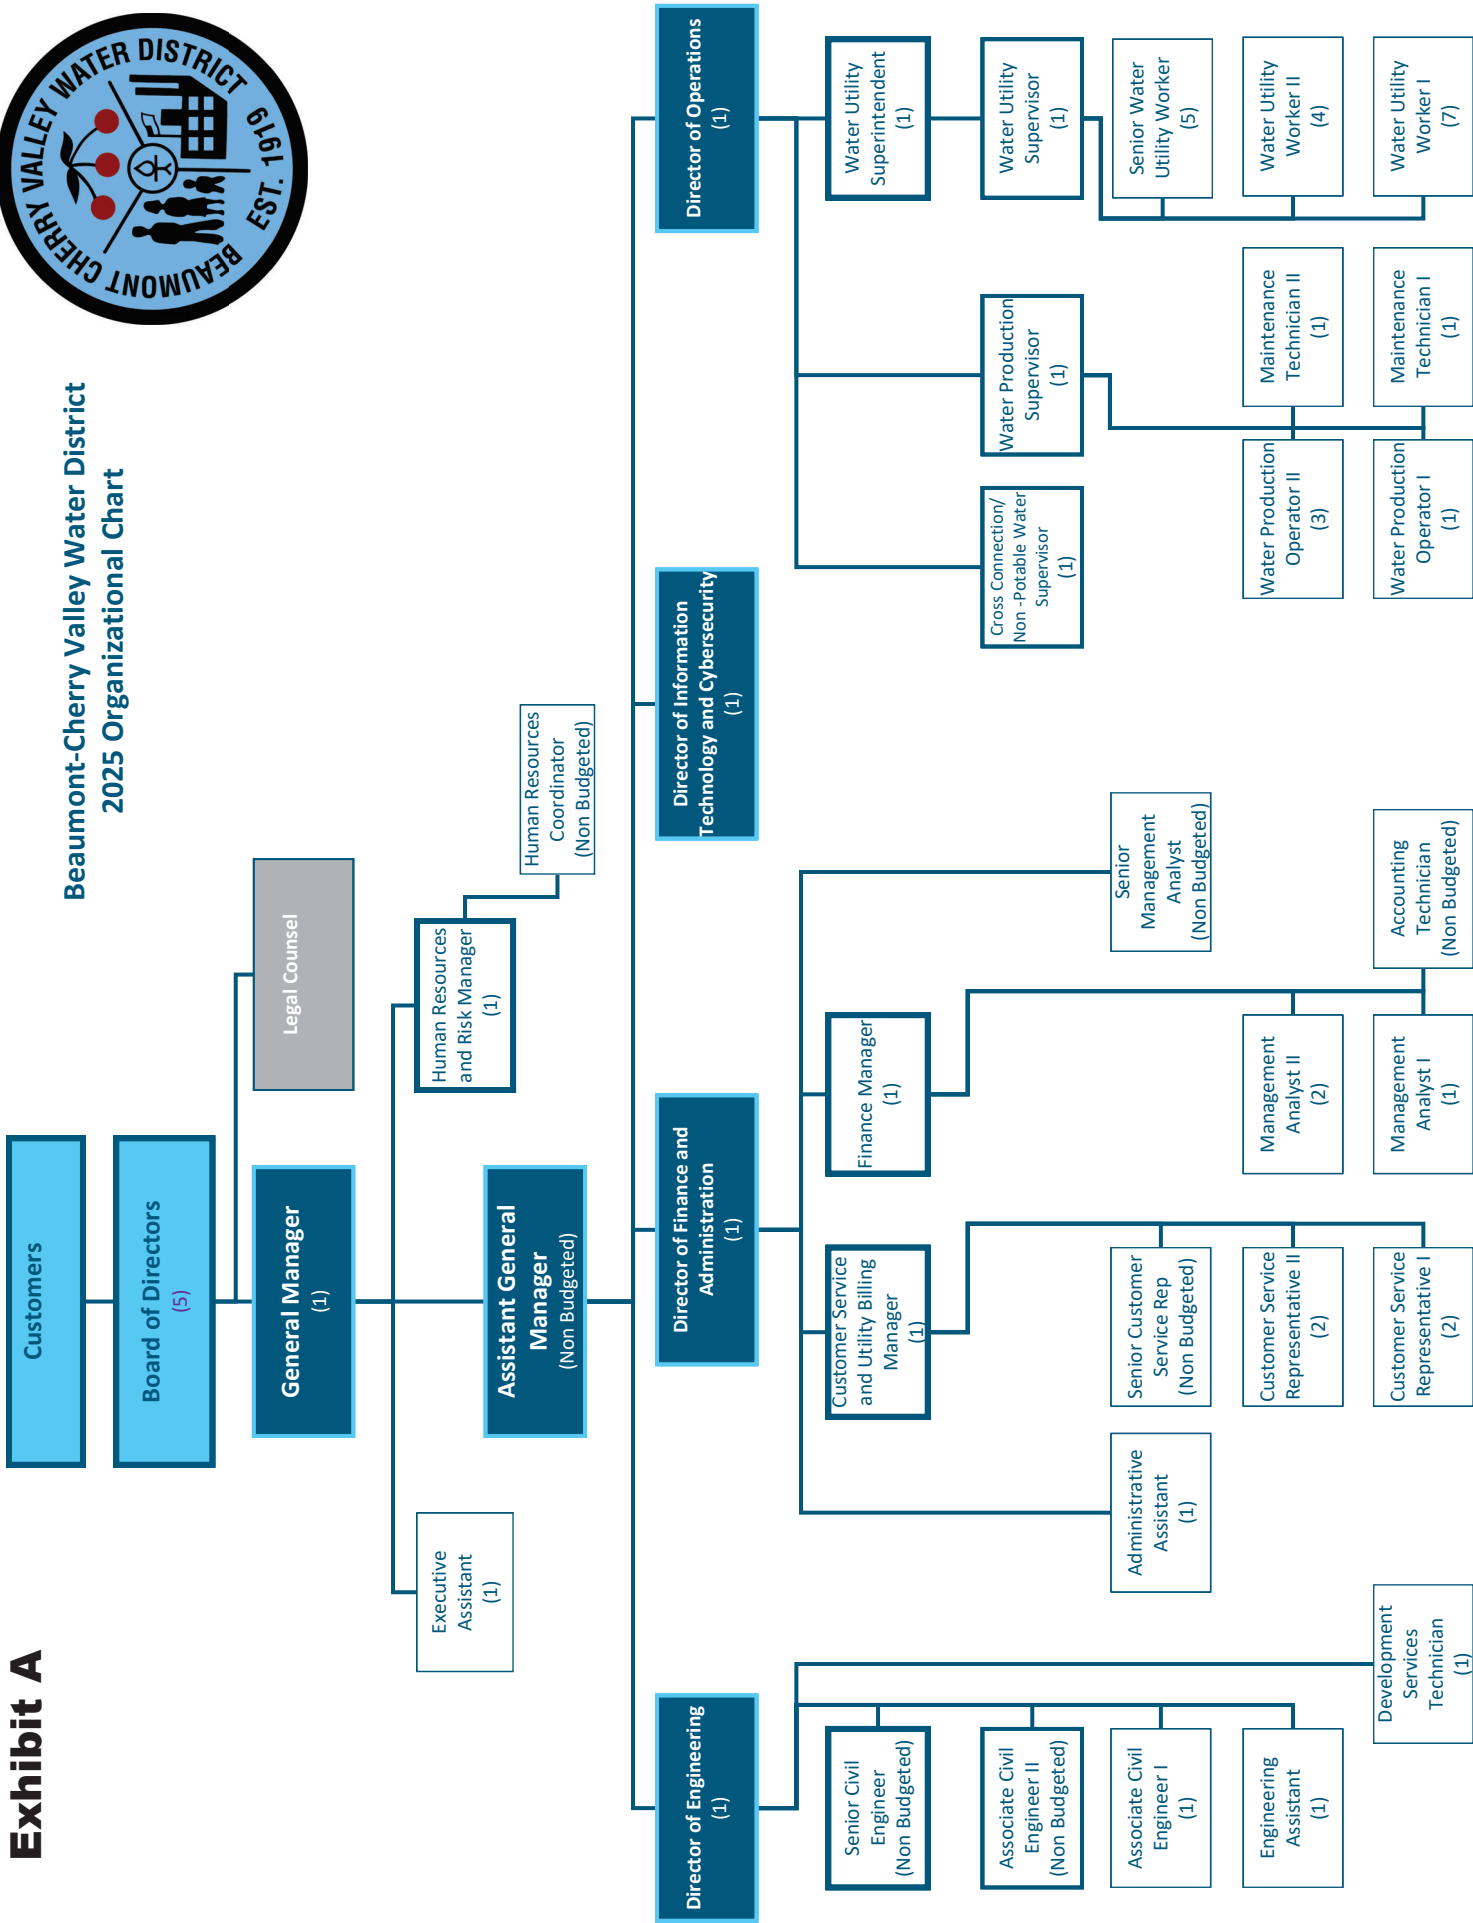 Exhibit A
Beaumont-Cherry Valley Water District
2025 Organizational Chart
BEAUMONT CHERRY VALLEY WATER DISTRICT
EST. 1919
Customers
Board of Directors
(5)
Legal Counsel
General Manager
(1)
Executive
Assistant
(1)
Human Resources
and Risk Manager
(1)
Human Resources
Coordinator
(Non Budgeted)
Assistant General
Manager
(Non Budgeted)
Director of Engineering
(1)
Director of Finance and
Administration
(1)
Director of Information
Technology and Cybersecurity
(1)
Director of Operations
(1)
Senior Civil
Engineer
(Non Budgeted)
Associate Civil
Engineer II
(Non Budgeted)
Associate Civil
Engineer I
(1)
Engineering
Assistant
(1)
Development
Services
Technician
(1)
Administrative
Assistant
(1)
Customer Service
and Utility Billing
Manager
(1)
Senior Customer
Service Rep
(Non Budgeted)
Customer Service
Representative II
(2)
Customer Service
Representative I
(2)
Finance Manager
(1)
Management
Analyst II
(2)
Management
Analyst I
(1)
Accounting
Technician
(Non Budgeted)
Senior
Management
Analyst
(Non Budgeted)
Cross Connection/
Non -Potable Water
Supervisor
(1)
Water Production
Supervisor
(1)
Water Production
Operator II
(3)
Maintenance
Technician II
(1)
Water Production
Operator I
(1)
Maintenance
Technician I
(1)
Water Utility
Superintendent
(1)
Water Utility
Supervisor
(1)
Senior Water
Utility Worker
(5)
Water Utility
Worker II
(4)
Water Utility
Worker I
(7)